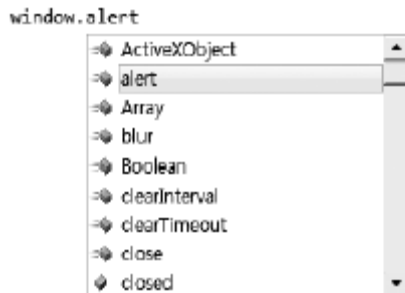 window.alert
ActiveXObject
alert
Array
blur
Boolean
clearInterval
clearTimeout
close
closed